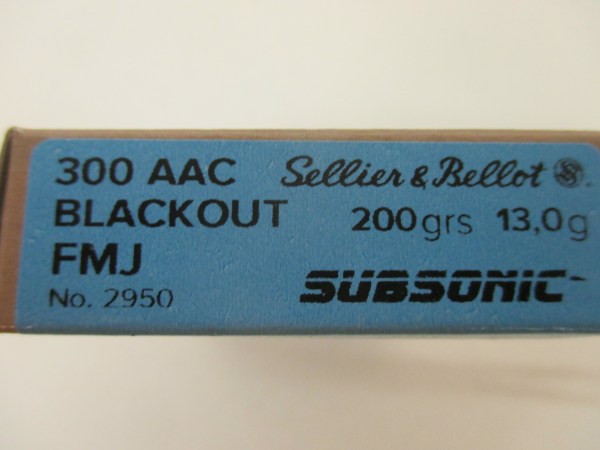 300 AAC Sellier & Bellot
BLACKOUT 200grs 13,0g
FMJ
SUBSONIC
No. 2950